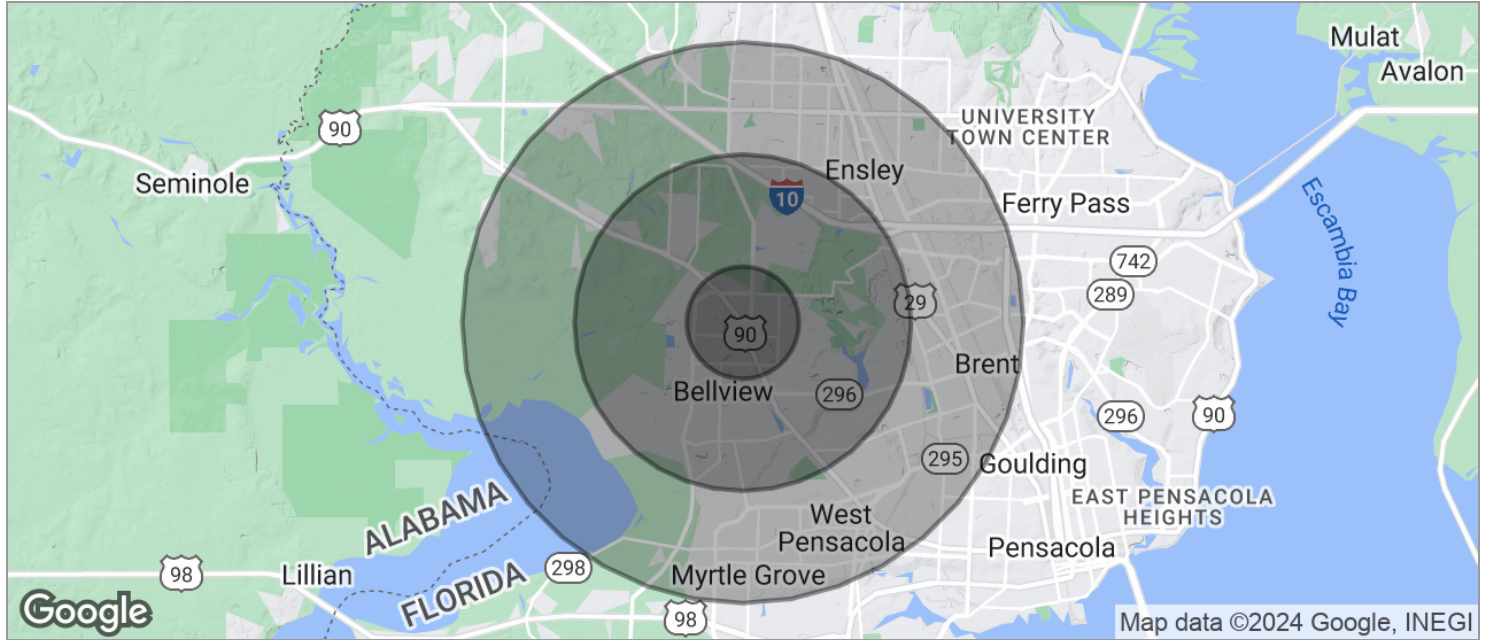 Mulat
Avalon
UNIVERSITY
TOWN CENTER
90
Ensley
Seminole
10
Ferry Pass
Escambia Bay
742
289
29
90
Brent
Bellview
296
296
90
295
Goulding
EAST PENSACOLA
HEIGHTS
ALABAMA
West
Pensacola
Pensacola
98
Lillian
298
Myrtle Grove
FLORIDA
98
Google
Map data ©2024 Google, INEGI